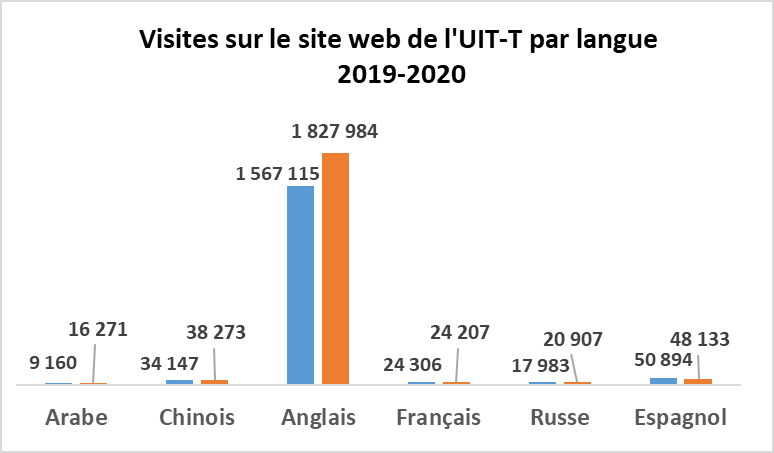 Visites sur le site web de l'UIT-T par langue
2019-2020
9 160
16 271
34 147
38 273
1 567 115
1 827 984
24 306
24 207
17 983
20 907
50 894
48 133
Arabe
Chinois
Anglais
Français
Russe
Espagnol